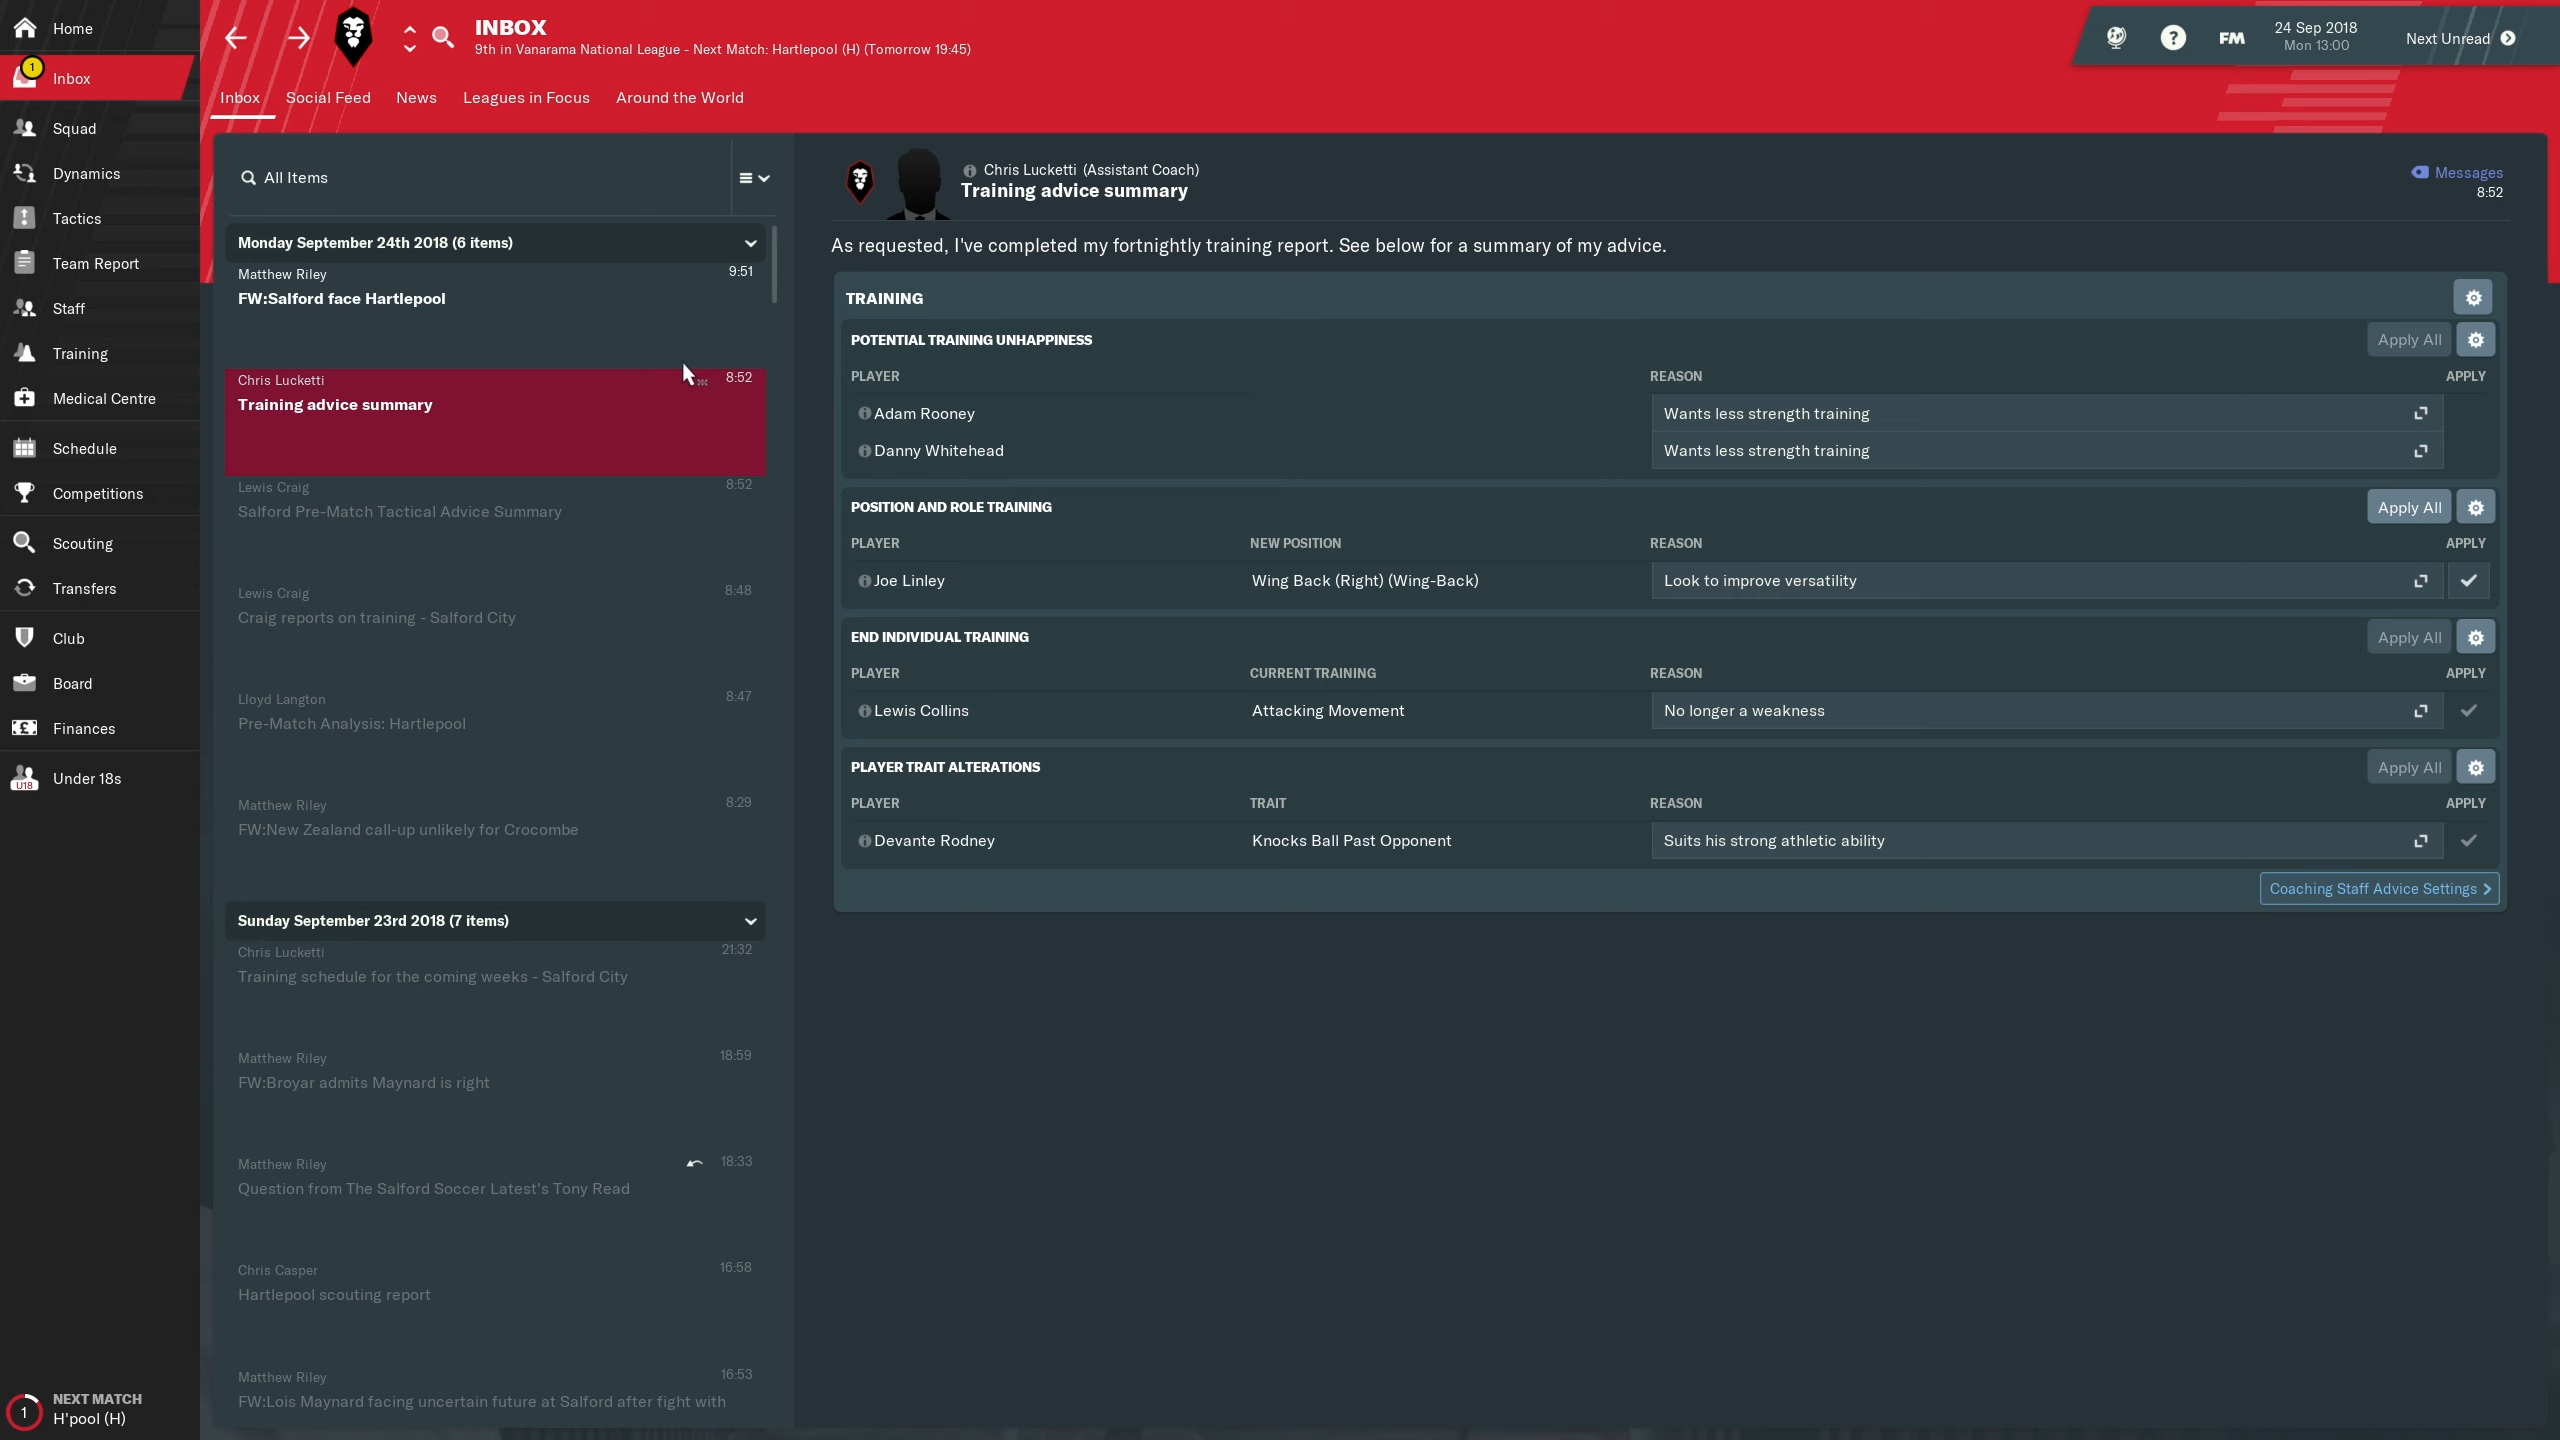 Home
1
Inbox
Squad
Dynamics
Tactics
Team Report
Staff
Training
Medical Centre
Schedule
Competitions
Scouting
Transfers
Club
Board
Finances
U18
Under 18s
1
NEXT MATCH
H'pool (H)
INBOX
9th in Vanarama National League - Next Match: Hartlepool (H) (Tomorrow 19:45)
?
FM
24 Sep 2018
Mon 13:00
Next Unread
Inbox Social Feed News Leagues in Focus Around the World
All Items
Monday September 24th 2018 (6 items)
Matthew Riley 9:51
FW:Salford face Hartlepool
Chris Lucketti 8:52
Training advice summary
Lewis Craig 8:52
Salford Pre-Match Tactical Advice Summary
Lewis Craig 8:48
Craig reports on training - Salford City
Lloyd Langton 8:47
Pre-Match Analysis: Hartlepool
Matthew Riley 8:29
FW:New Zealand call-up unlikely for Crocombe
Sunday September 23rd 2018 (7 items)
Chris Lucketti 21:32
Training schedule for the coming weeks - Salford City
Matthew Riley 18:59
FW:Broyar admits Maynard is right
Matthew Riley 18:33
Question from The Salford Soccer Latest's Tony Read
Chris Casper 16:58
Hartlepool scouting report
Matthew Riley 16:53
FW:Lois Maynard facing uncertain future at Salford after fight with
Chris Lucketti (Assistant Coach)
Training advice summary
Messages
8:52
As requested, I've completed my fortnightly training report. See below for a summary of my advice.
TRAINING
POTENTIAL TRAINING UNHAPPINESS Apply All
PLAYER REASON APPLY
Adam Rooney Wants less strength training
Danny Whitehead Wants less strength training
POSITION AND ROLE TRAINING Apply All
PLAYER NEW POSITION REASON APPLY
Joe Linley Wing Back (Right) (Wing-Back) Look to improve versatility
END INDIVIDUAL TRAINING Apply All
PLAYER CURRENT TRAINING REASON APPLY
Lewis Collins Attacking Movement No longer a weakness
PLAYER TRAIT ALTERATIONS Apply All
PLAYER TRAIT REASON APPLY
Devante Rodney Knocks Ball Past Opponent Suits his strong athletic ability
Coaching Staff Advice Settings